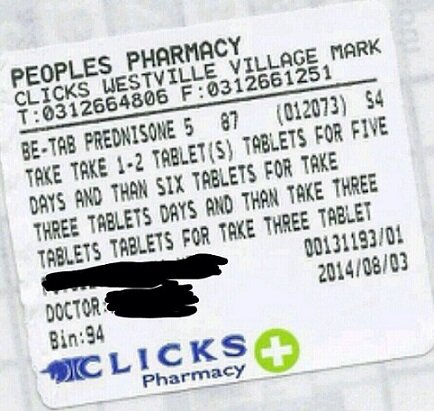 PEOPLES PHARMACY
CLICKS WESTVILLE VILLAGE MARK
T:0312664806 F:0312661251
BE-TAB PREDNISONE 5 87 (012073) S4
TAKE TAKE 1-2 TABLET(S) TABLETS FOR FIVE
DAYS AND THAN SIX TABLETS FOR TAKE
THREE TABLETS DAYS AND THAN TAKE THREE
TABLETS TABLETS FOR TAKE THREE TABLET
00131193/01
2014/08/03
DOCTOR:
Bin:94
CLICKS
Pharmacy